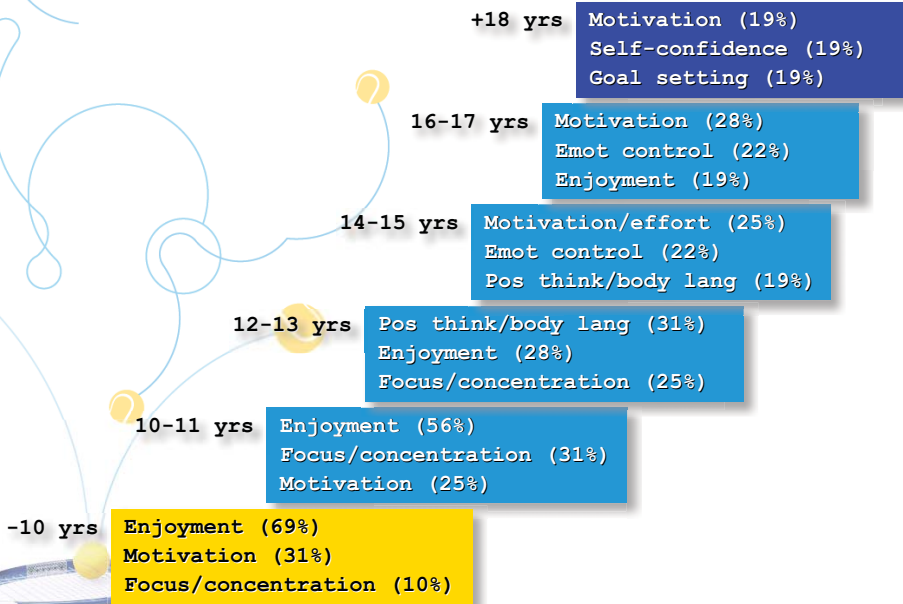 +18 yrs Motivation (19%)
Self-confidence (19%)
Goal setting (19%)
16-17 yrs Motivation (28%)
Emot control (22%)
Enjoyment (19%)
14-15 yrs Motivation/effort (25%)
Emot control (22%)
Pos think/body lang (19%)
12-13 yrs Pos think/body lang (31%)
Enjoyment (28%)
Focus/concentration (25%)
10-11 yrs Enjoyment (56%)
Focus/concentration (31%)
Motivation (25%)
-10 yrs Enjoyment (69%)
Motivation (31%)
Focus/concentration (10%)